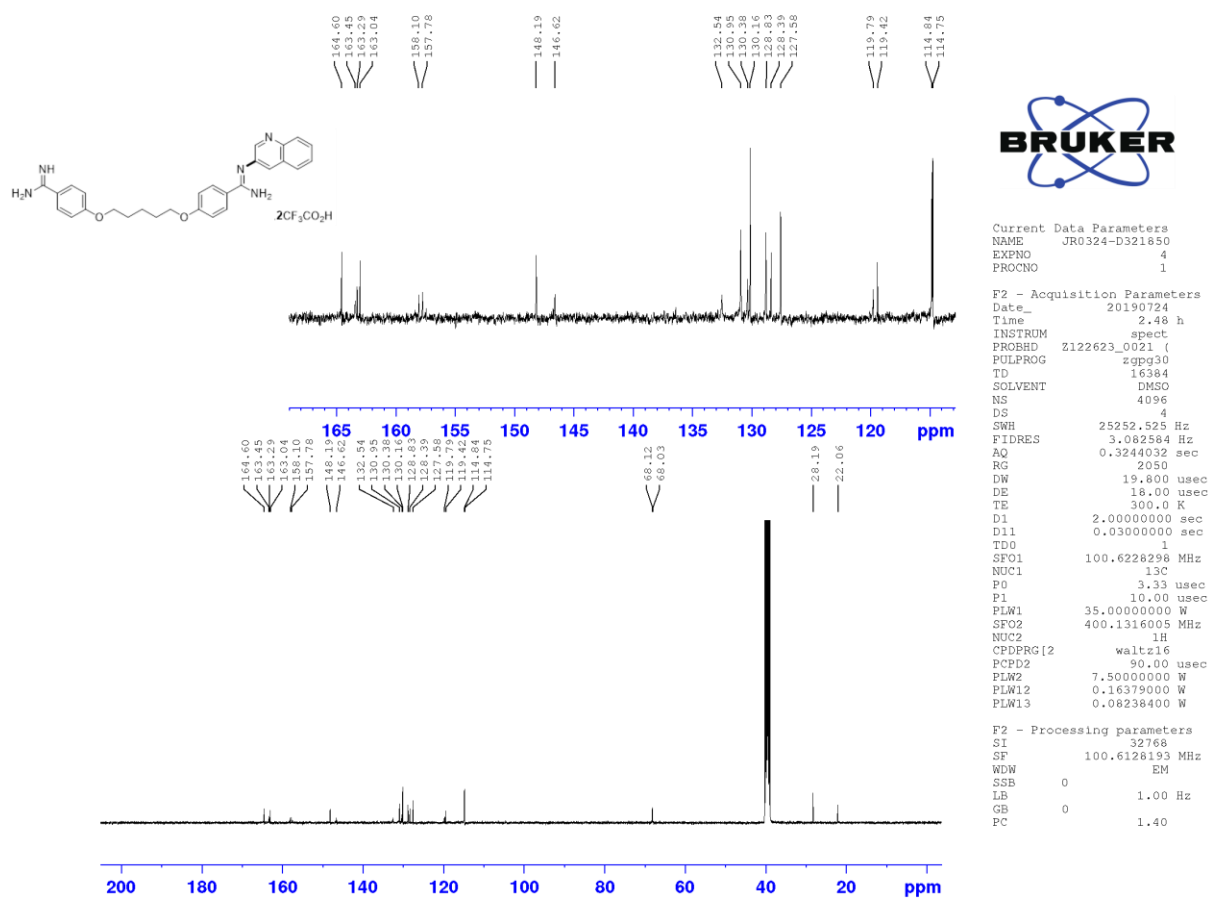 164.60
163.45
163.29
163.04
158.10
157.78
148.19
146.62
132.54
130.95
130.38
130.16
128.83
128.39
127.58
119.79
119.42
114.84
114.75
N
NH
N
H2N
NH2
O
O
.2CF3CO2H
165 160 155 150 145 140 135 130 125 120 ppm
164.60
163.45
163.29
163.04
158.10
157.78
148.19
146.62
132.54
130.95
130.38
130.16
128.83
128.39
127.58
119.79
119.42
114.84
114.75
68.12
68.03
28.19
22.06
200 180 160 140 120 100 80 60 40 20 ppm
BRUKER
Current Data Parameters
NAME JR0324-D321850
EXPNO 4
PROCNO 1
F2 - Acquisition Parameters
Date_ 20190724
Time 2.48 h
INSTRUM spect
PROBHD Z122623_0021 (
PULPROG zgpg30
TD 16384
SOLVENT DMSO
NS 4096
DS 4
SWH 25252.525 Hz
FIDRES 3.082584 Hz
AQ 0.3244032 sec
RG 2050
DW 19.800 usec
DE 18.00 usec
TE 300.0 K
D1 2.00000000 sec
D11 0.03000000 sec
TD0 1
SFO1 100.6228298 MHz
NUC1 13C
P0 3.33 usec
P1 10.00 usec
PLW1 35.00000000 W
SFO2 400.1316005 MHz
NUC2 1H
CPDPRG[2 waltz16
PCPD2 90.00 usec
PLW2 7.50000000 W
PLW12 0.16379000 W
PLW13 0.08238400 W
F2 - Processing parameters
SI 32768
SF 100.6128193 MHz
WDW EM
SSB 0
LB 1.00 Hz
GB 0
PC 1.40